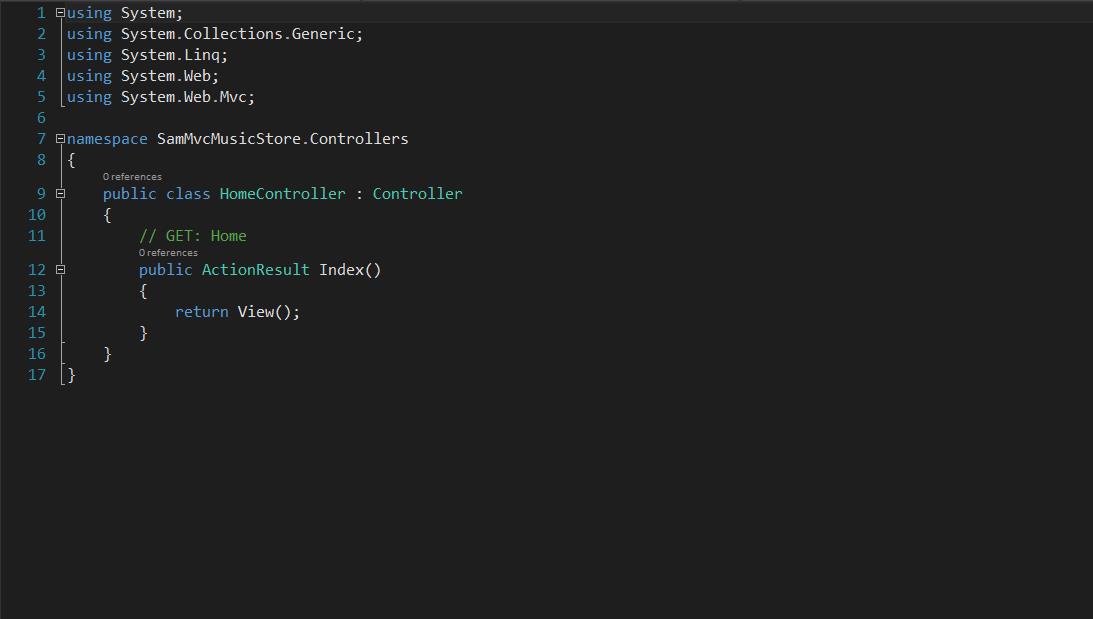 1 using System;
2 using System.Collections.Generic;
3 using System.Linq;
4 using System.Web;
5 using System.Web.Mvc;
6
7 namespace SamMvcMusicStore.Controllers
8 {
0 references
9     public class HomeController : Controller
10     {
11         // GET: Home
0 references
12         public ActionResult Index()
13         {
14             return View();
15         }
16     }
17 }